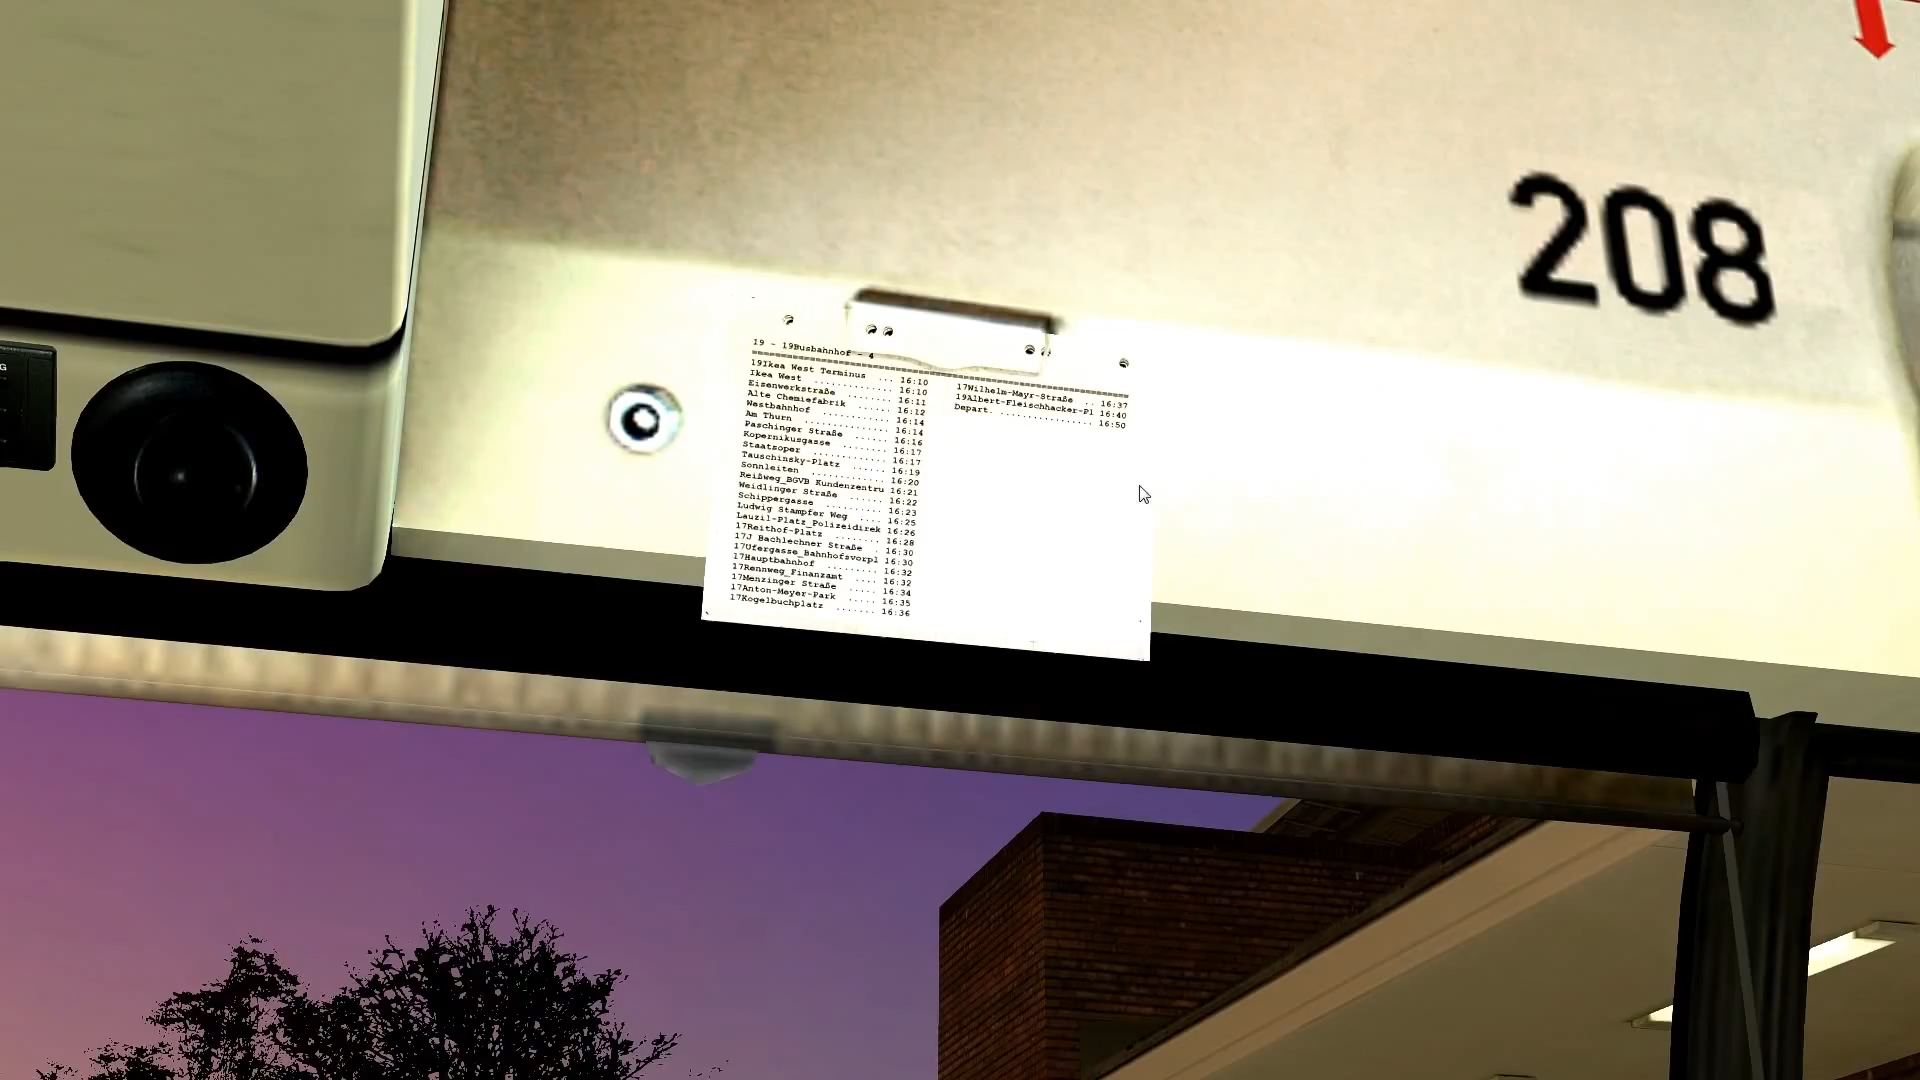 208
19 - 19Busbahnhof - 4
19Ikea West Terminus ... 16:10
Ikea West ............. 16:10
Eisenwerkstraße ........ 16:11
Alte Chemiefabrik ...... 16:12
Westbahnhof ............ 16:14
Am Thurn ............... 16:14
Paschinger Straße ...... 16:16
Kopernikusgasse ........ 16:17
Staatsoper ............. 16:17
Tauschinsky-Platz ...... 16:19
Sonnleiten ............. 16:20
Reißweg_BGVB Kundenzentru 16:21
Weidlinger Straße ...... 16:22
Schippergasse .......... 16:23
Ludwig Stampfer Weg .... 16:25
Lauzil-Platz_Polizeidirek 16:26
17Reithof-Platz ........ 16:28
17J Bachlechner Straße . 16:30
17Ufergasse_Bahnhofsvorpl 16:30
17Hauptbahnhof ......... 16:32
17Rennweg_Finanzamt .... 16:32
17Menzinger Straße ..... 16:34
17Anton-Meyer-Park ..... 16:35
17Kogelbuchplatz ....... 16:36
17Wilhelm-Mayr-Straße .. 16:37
19Albert-Fleischhacker-Pl 16:40
Depart. ................ 16:50
G